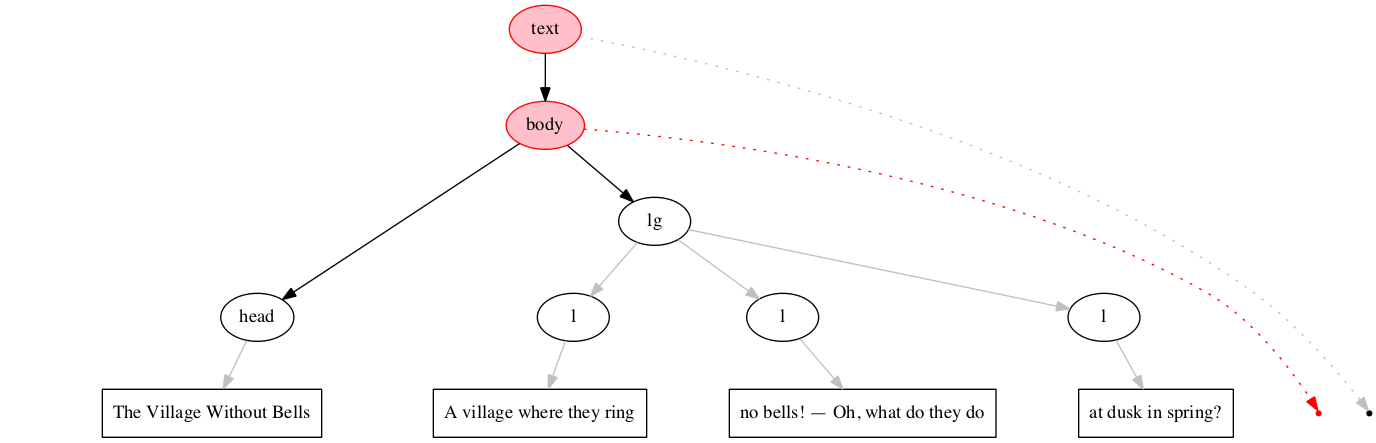 text
body
lg
head
l
l
l
The Village Without Bells
A village where they ring
no bells! — Oh, what do they do
at dusk in spring?